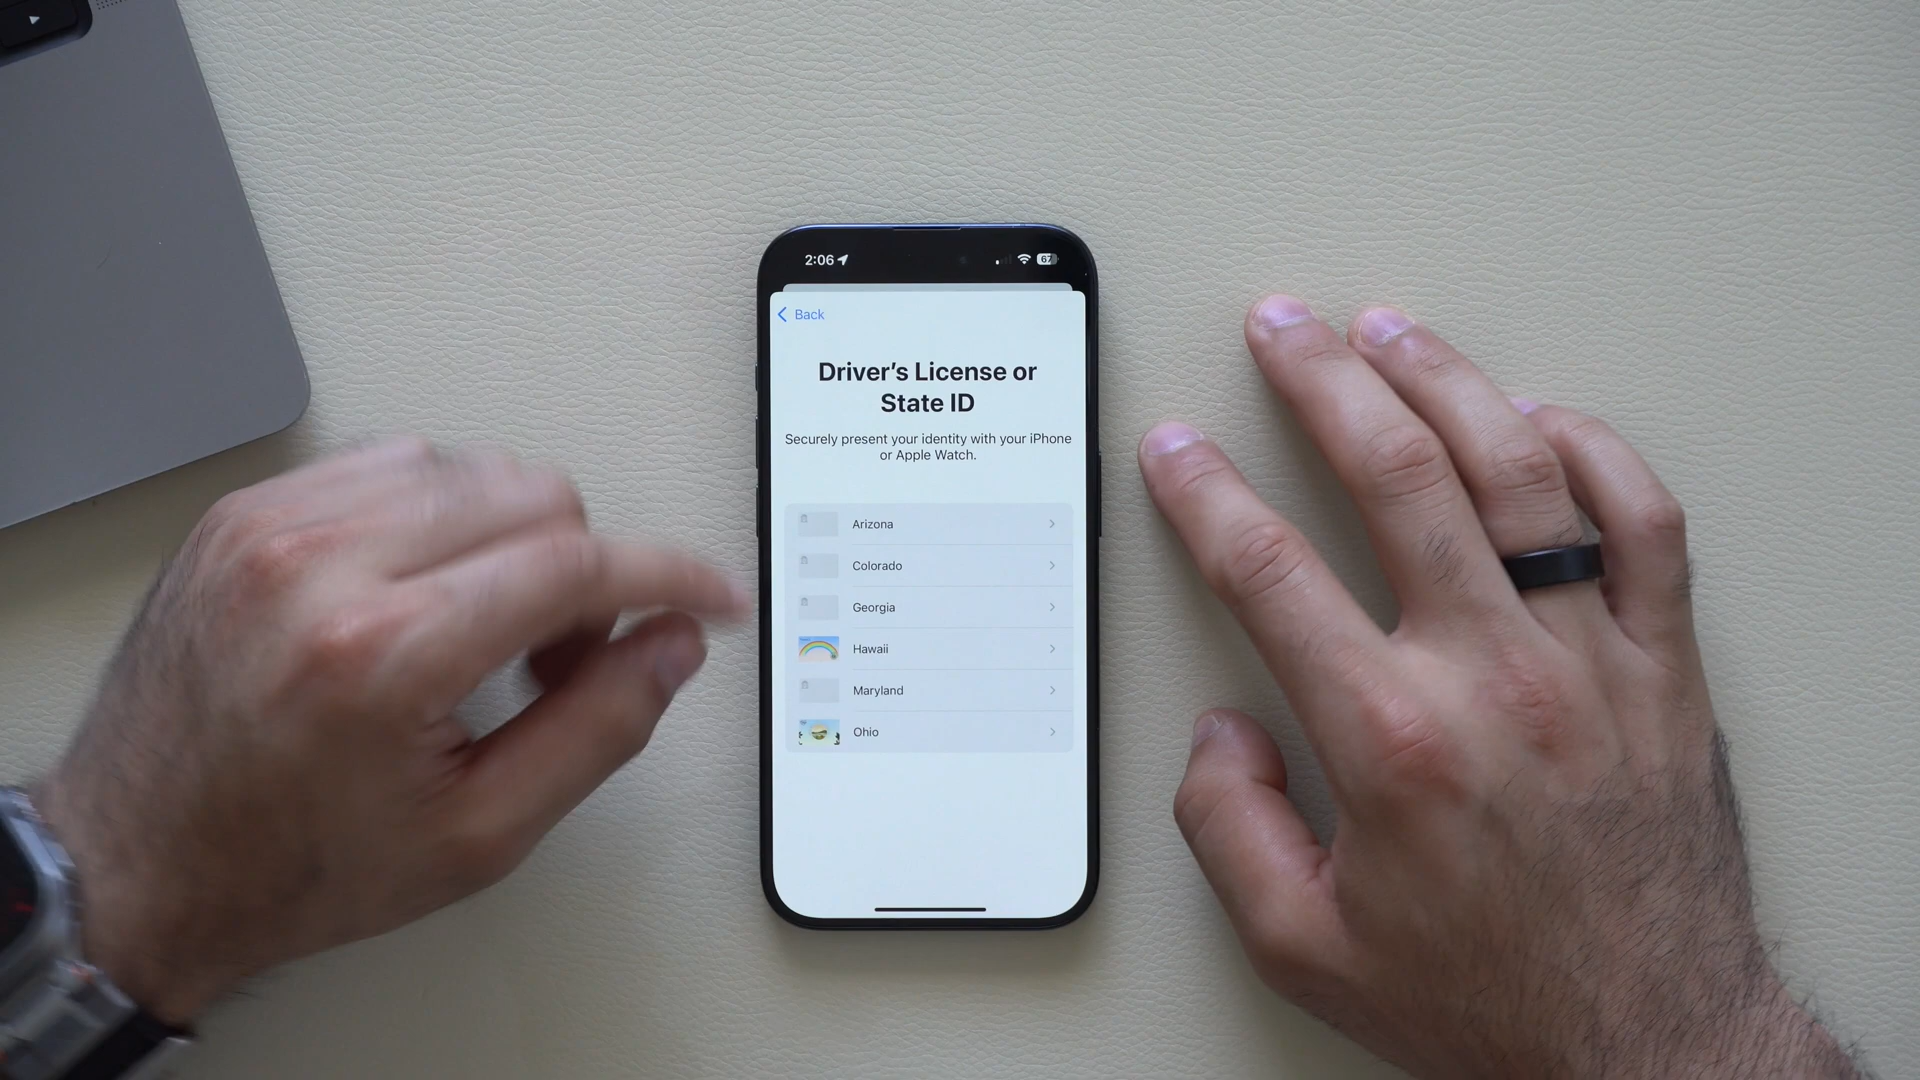 2:06
67
Back
Driver's License or
State ID
Securely present your identity with your iPhone
or Apple Watch.
Arizona
Colorado
Georgia
Hawaii
Maryland
Ohio